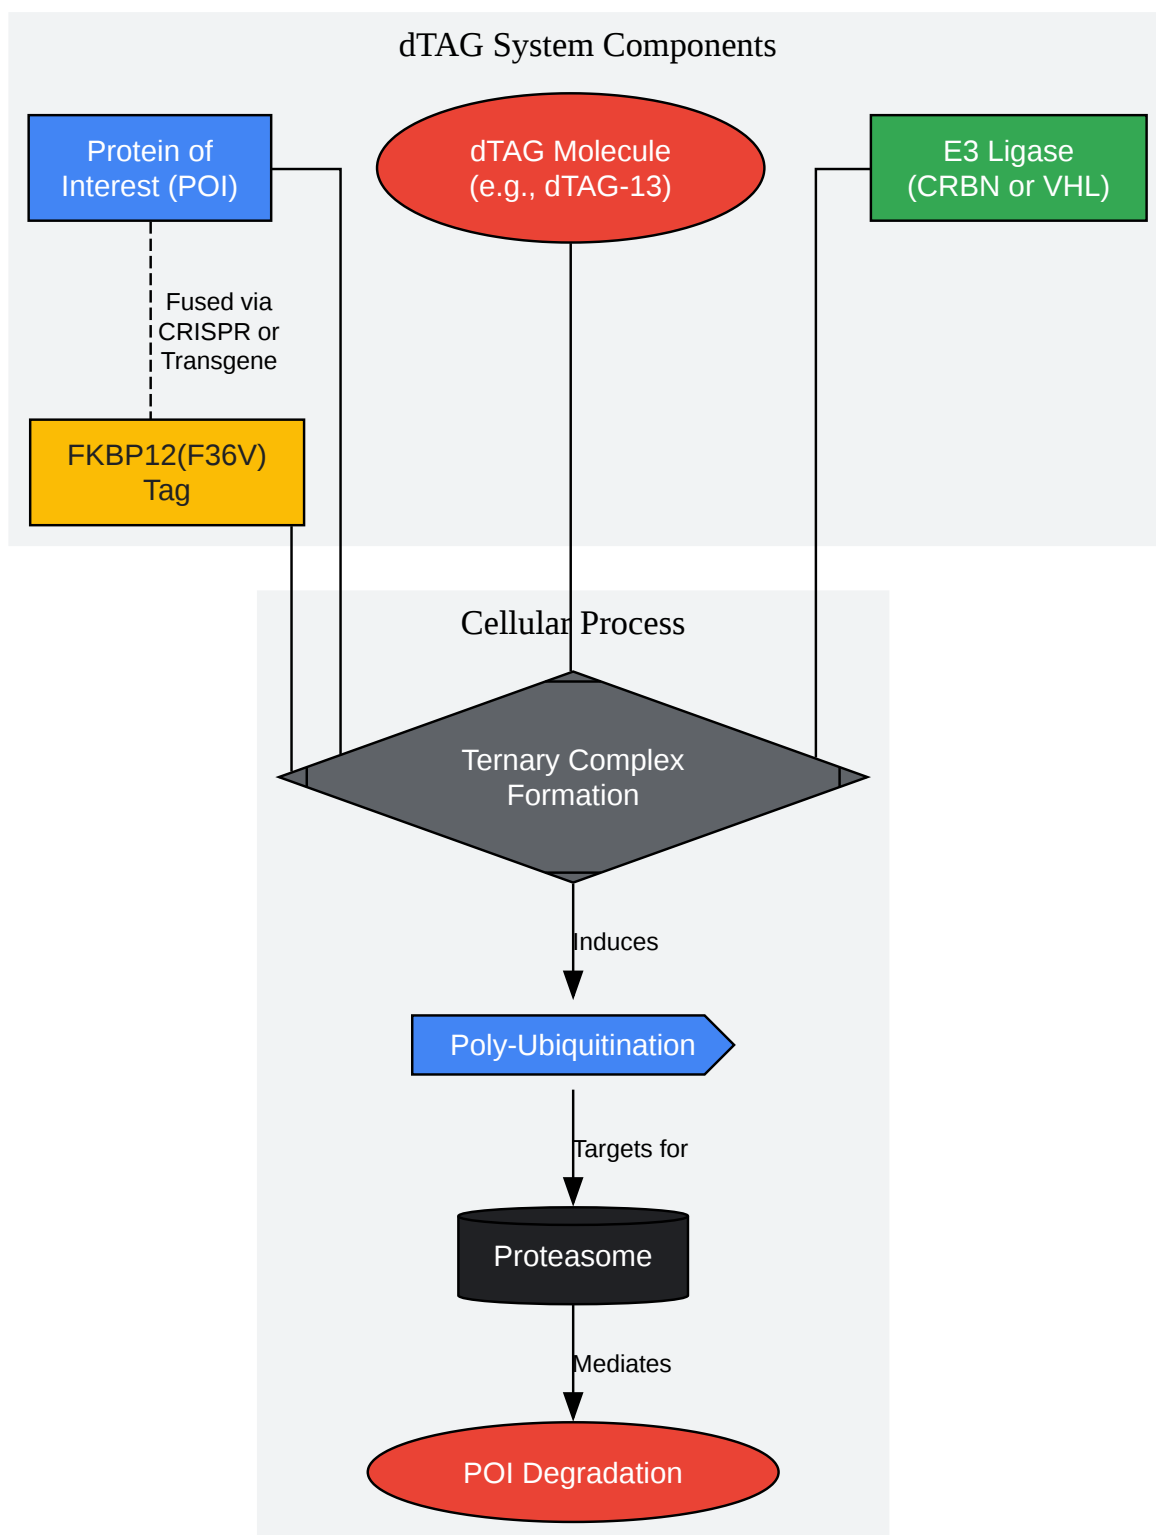 dTAG System Components
Protein of
Interest (POI)
dTAG Molecule
(e.g., dTAG-13)
E3 Ligase
(CRBN or VHL)
Fused via
CRISPR or
Transgene
FKBP12(F36V)
Tag
Cellular Process
Ternary Complex
Formation
Induces
Poly-Ubiquitination
Targets for
Proteasome
Mediates
POI Degradation